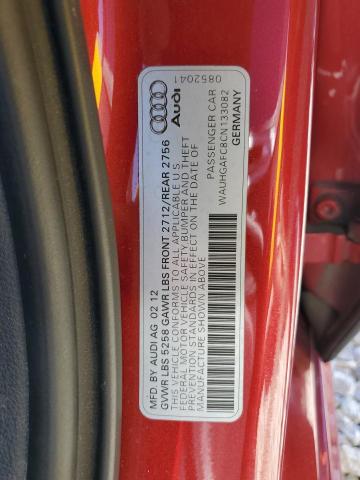 Audi
0852041
MFD. BY AUDI AG 02 12
GVWR LBS 5258 GAWR LBS FRONT 2712/REAR 2756
THIS VEHICLE CONFORMS TO ALL APPLICABLE U.S.
FEDERAL MOTOR VEHICLE SAFETY BUMPER AND THEFT
PREVENTION STANDARDS IN EFFECT ON THE DATE OF
MANUFACTURE SHOWN ABOVE
PASSENGER CAR
WAUHGAFC8CN133082
GERMANY